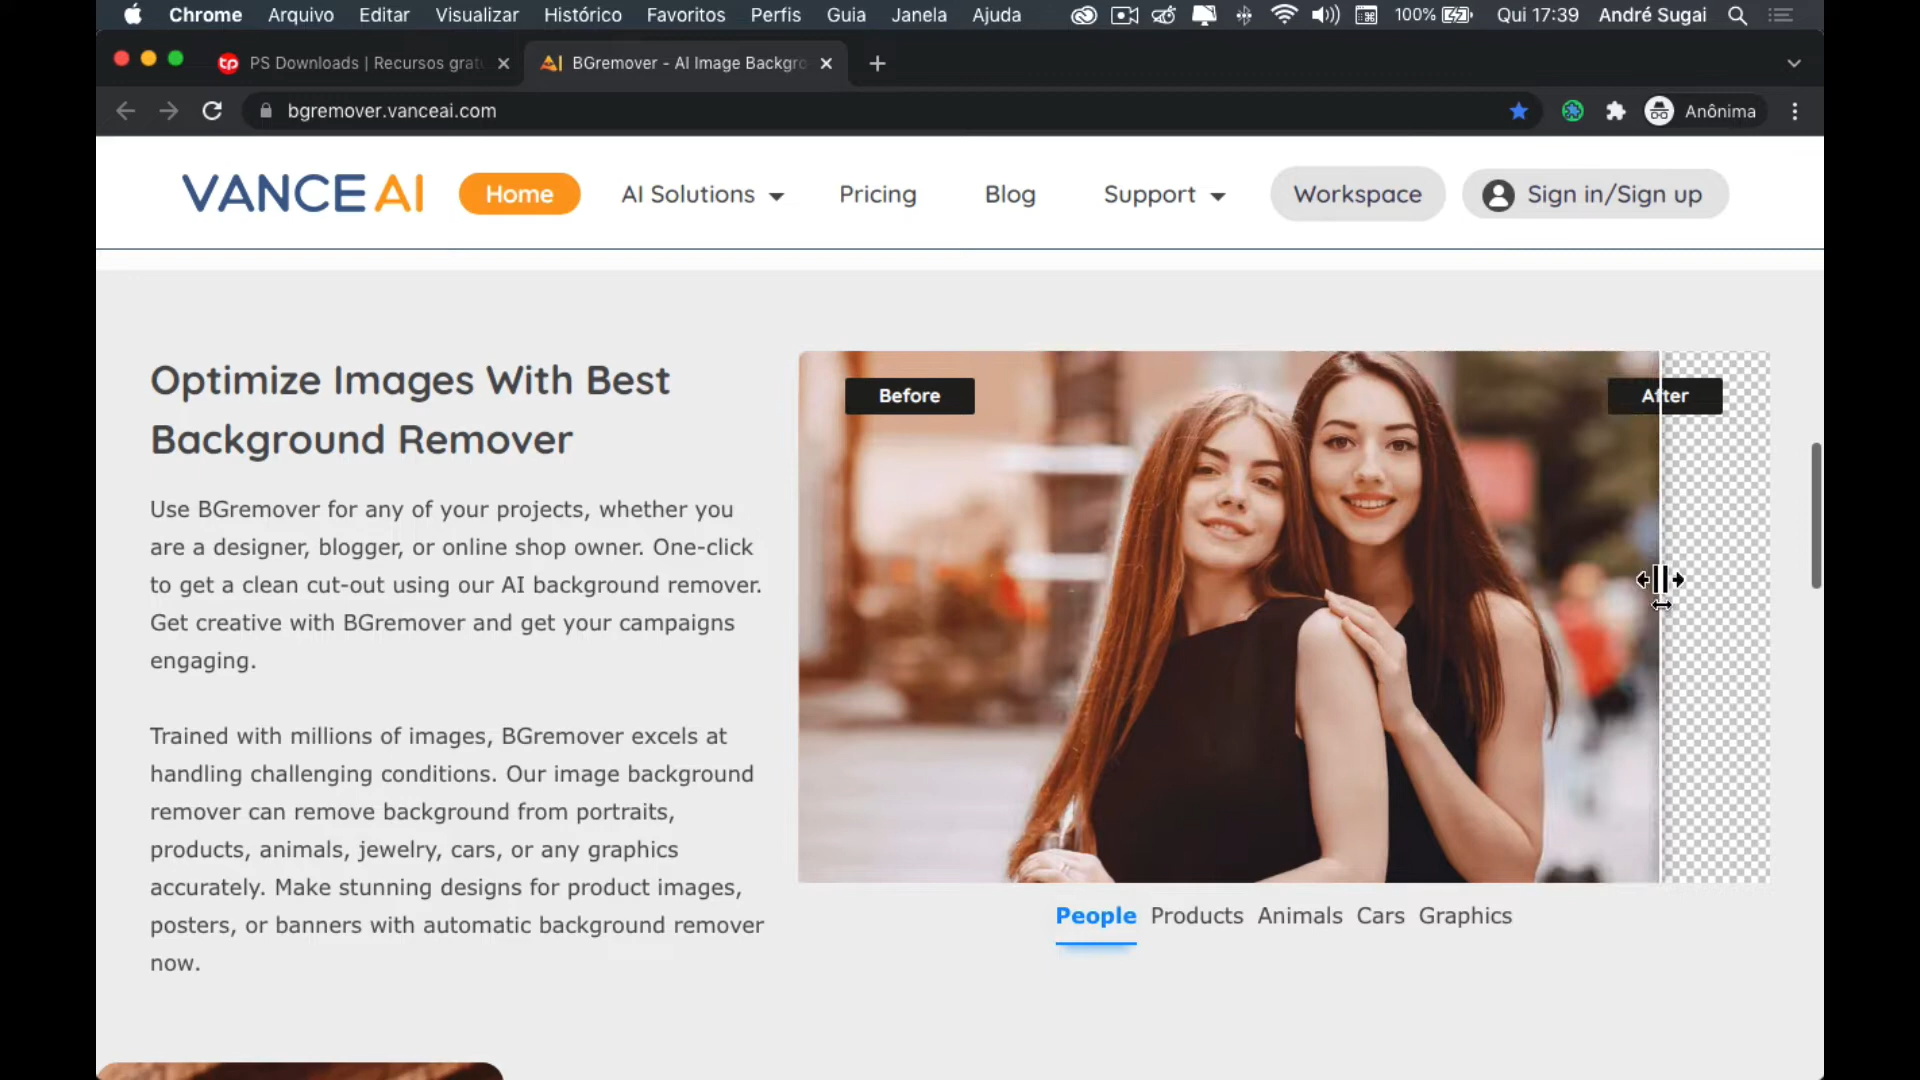 Chrome Arquivo Editar Visualizar Histórico Favoritos Perfis Guia Janela Ajuda 100% Qui 17:39 André Sugai
tp PS Downloads | Recursos grat
AI BGremover - AI Image Backgro
bgremover.vanceai.com
Anônima
VANCE AI Home AI Solutions Pricing Blog Support Workspace Sign in/Sign up
Optimize Images With Best
Background Remover
Use BGremover for any of your projects, whether you
are a designer, blogger, or online shop owner. One-click
to get a clean cut-out using our AI background remover.
Get creative with BGremover and get your campaigns
engaging.
Trained with millions of images, BGremover excels at
handling challenging conditions. Our image background
remover can remove background from portraits,
products, animals, jewelry, cars, or any graphics
accurately. Make stunning designs for product images,
posters, or banners with automatic background remover
now.
Before
After
People Products Animals Cars Graphics